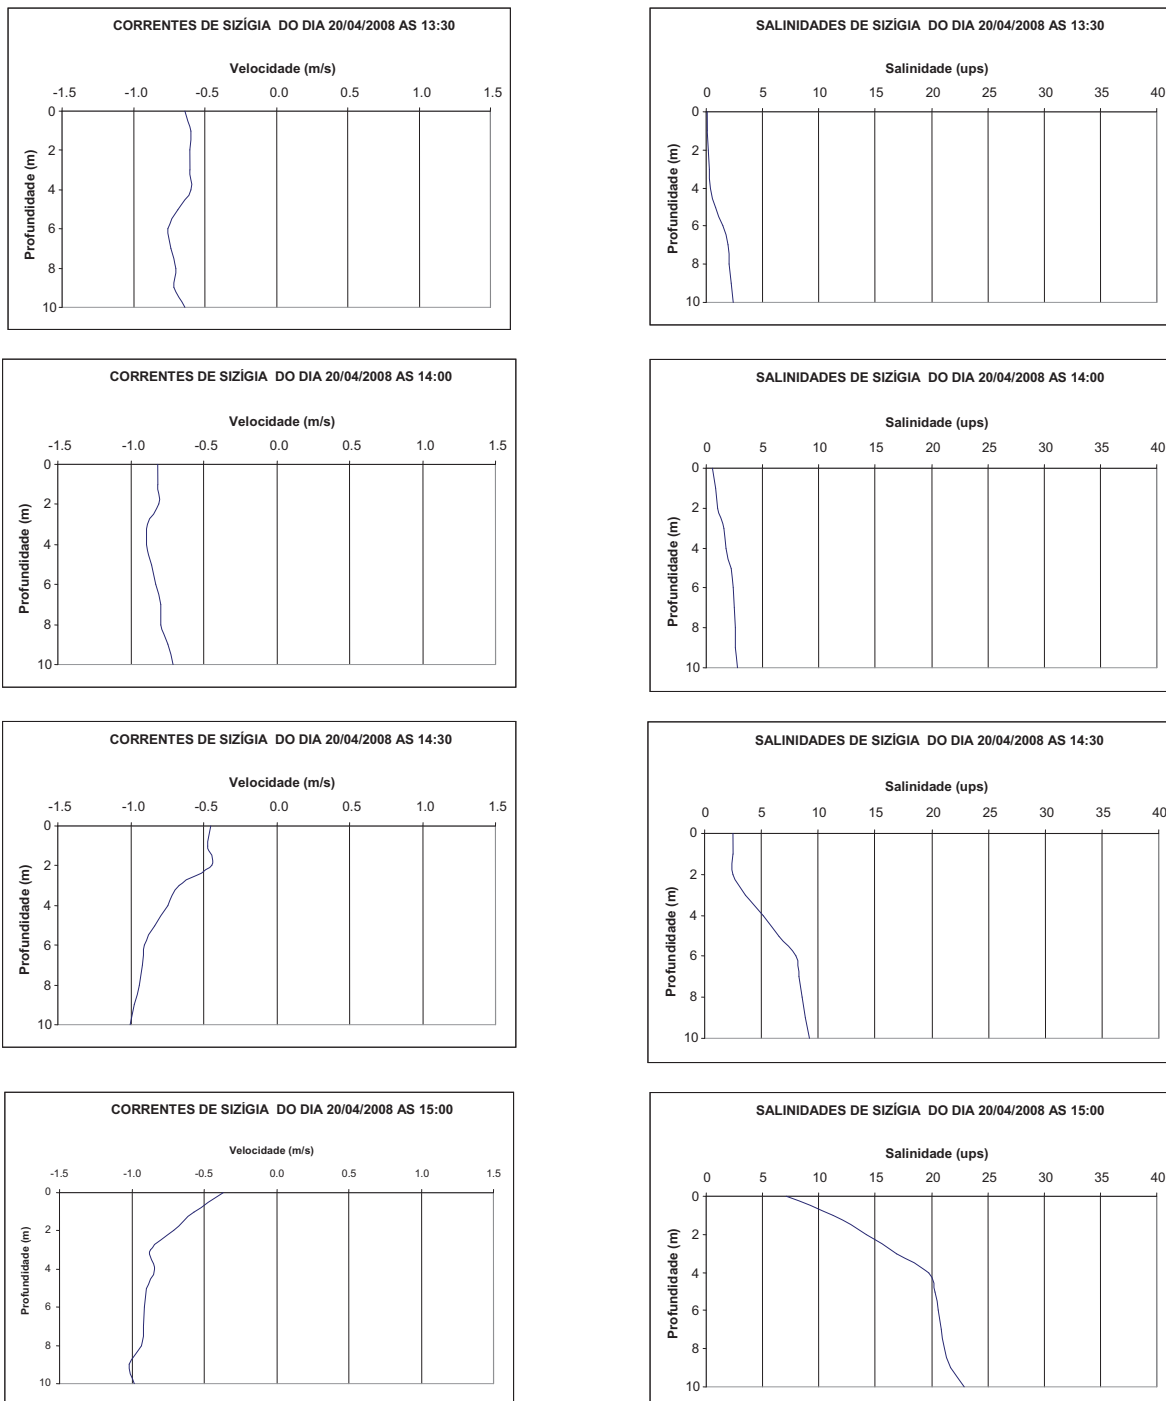 CORRENTES DE SIZÍGIA DO DIA 20/04/2008 AS 13:30
Velocidade (m/s)
-1.5 -1.0 -0.5 0.0 0.5 1.0 1.5
Profundidade (m)
0
2
4
6
8
10
SALINIDADES DE SIZÍGIA DO DIA 20/04/2008 AS 13:30
Salinidade (ups)
0 5 10 15 20 25 30 35 40
Profundidade (m)
0
2
4
6
8
10
CORRENTES DE SIZÍGIA DO DIA 20/04/2008 AS 14:00
Velocidade (m/s)
-1.5 -1.0 -0.5 0.0 0.5 1.0 1.5
Profundidade (m)
0
2
4
6
8
10
SALINIDADES DE SIZÍGIA DO DIA 20/04/2008 AS 14:00
Salinidade (ups)
0 5 10 15 20 25 30 35 40
Profundidade (m)
0
2
4
6
8
10
CORRENTES DE SIZÍGIA DO DIA 20/04/2008 AS 14:30
Velocidade (m/s)
-1.5 -1.0 -0.5 0.0 0.5 1.0 1.5
Profundidade (m)
0
2
4
6
8
10
SALINIDADES DE SIZÍGIA DO DIA 20/04/2008 AS 14:30
Salinidade (ups)
0 5 10 15 20 25 30 35 40
Profundidade (m)
0
2
4
6
8
10
CORRENTES DE SIZÍGIA DO DIA 20/04/2008 AS 15:00
Velocidade (m/s)
-1.5 -1.0 -0.5 0.0 0.5 1.0 1.5
Profundidade (m)
0
2
4
6
8
10
SALINIDADES DE SIZÍGIA DO DIA 20/04/2008 AS 15:00
Salinidade (ups)
0 5 10 15 20 25 30 35 40
Profundidade (m)
0
2
4
6
8
10